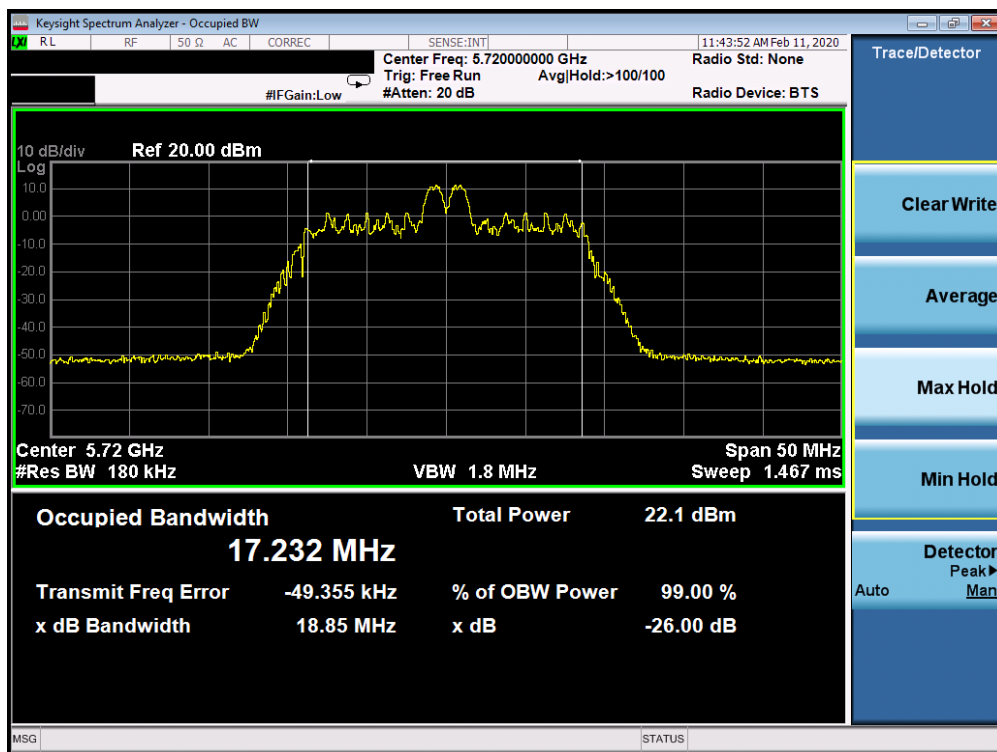 Keysight Spectrum Analyzer - Occupied BW
LXI RL RF 50 Ω AC CORREC SENSE:INT 11:43:52 AM Feb 11, 2020
Center Freq: 5.720000000 GHz Radio Std: None
Trig: Free Run Avg|Hold:>100/100
#IFGain:Low #Atten: 20 dB Radio Device: BTS
10 dB/div Ref 20.00 dBm
Log
10.0
0.00
-10.0
-20.0
-30.0
-40.0
-50.0
-60.0
-70.0
Center 5.72 GHz Span 50 MHz
#Res BW 180 kHz VBW 1.8 MHz Sweep 1.467 ms
Occupied Bandwidth Total Power 22.1 dBm
17.232 MHz
Transmit Freq Error -49.355 kHz % of OBW Power 99.00 %
x dB Bandwidth 18.85 MHz x dB -26.00 dB
Trace/Detector
Clear Write
Average
Max Hold
Min Hold
Detector
Peak▶
Auto Man
MSG STATUS